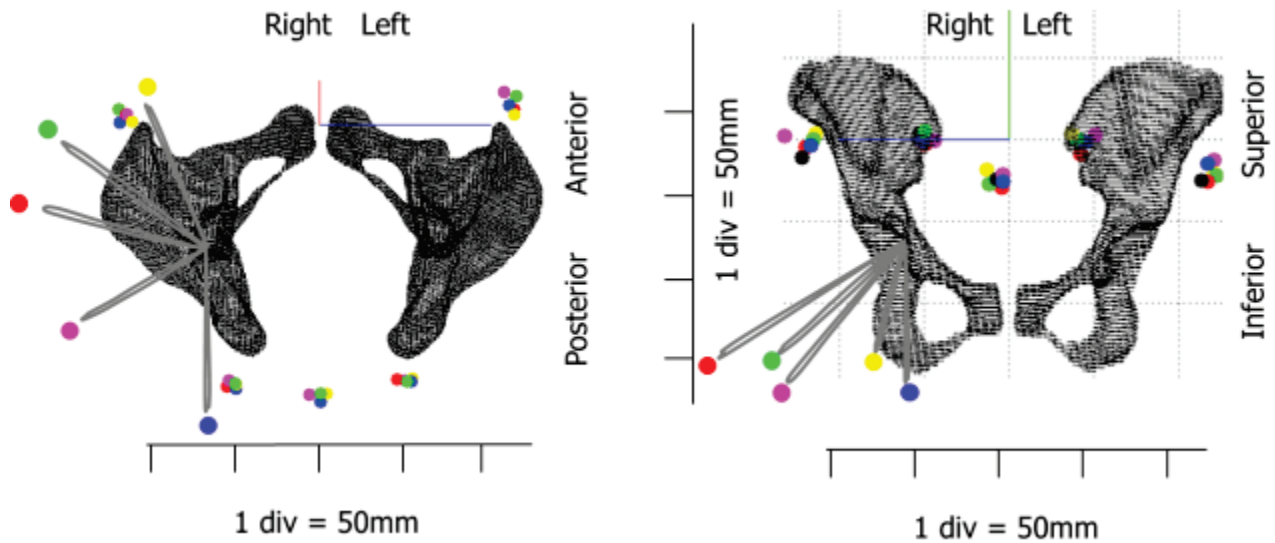 Right Left
Anterior
Posterior
1 div = 50mm
Right Left
1 div = 50mm
Superior
Inferior
1 div = 50mm